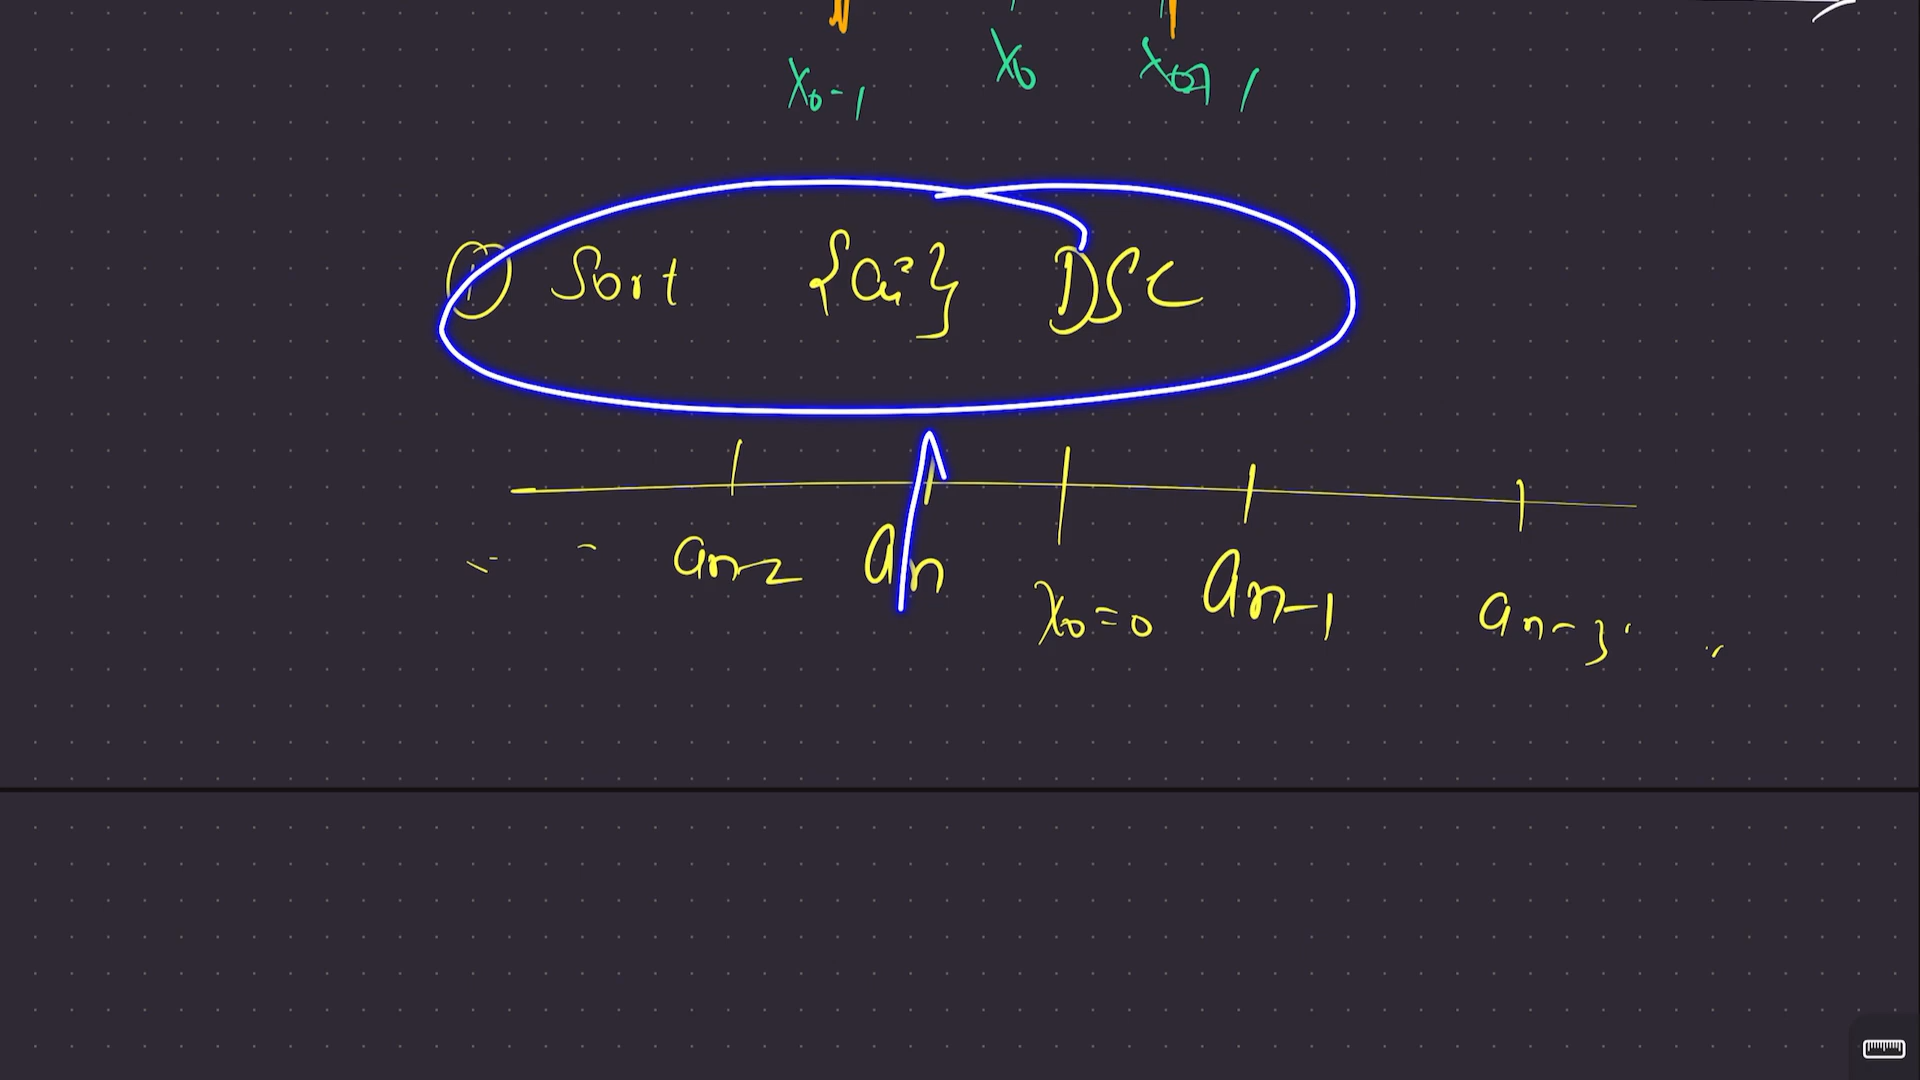 x₀-1 x₀ x₀+1
① Sort {aᵢ} DSC
aₙ₋₂ aₙ x₀=0 aₙ₋₁ aₙ₋₃